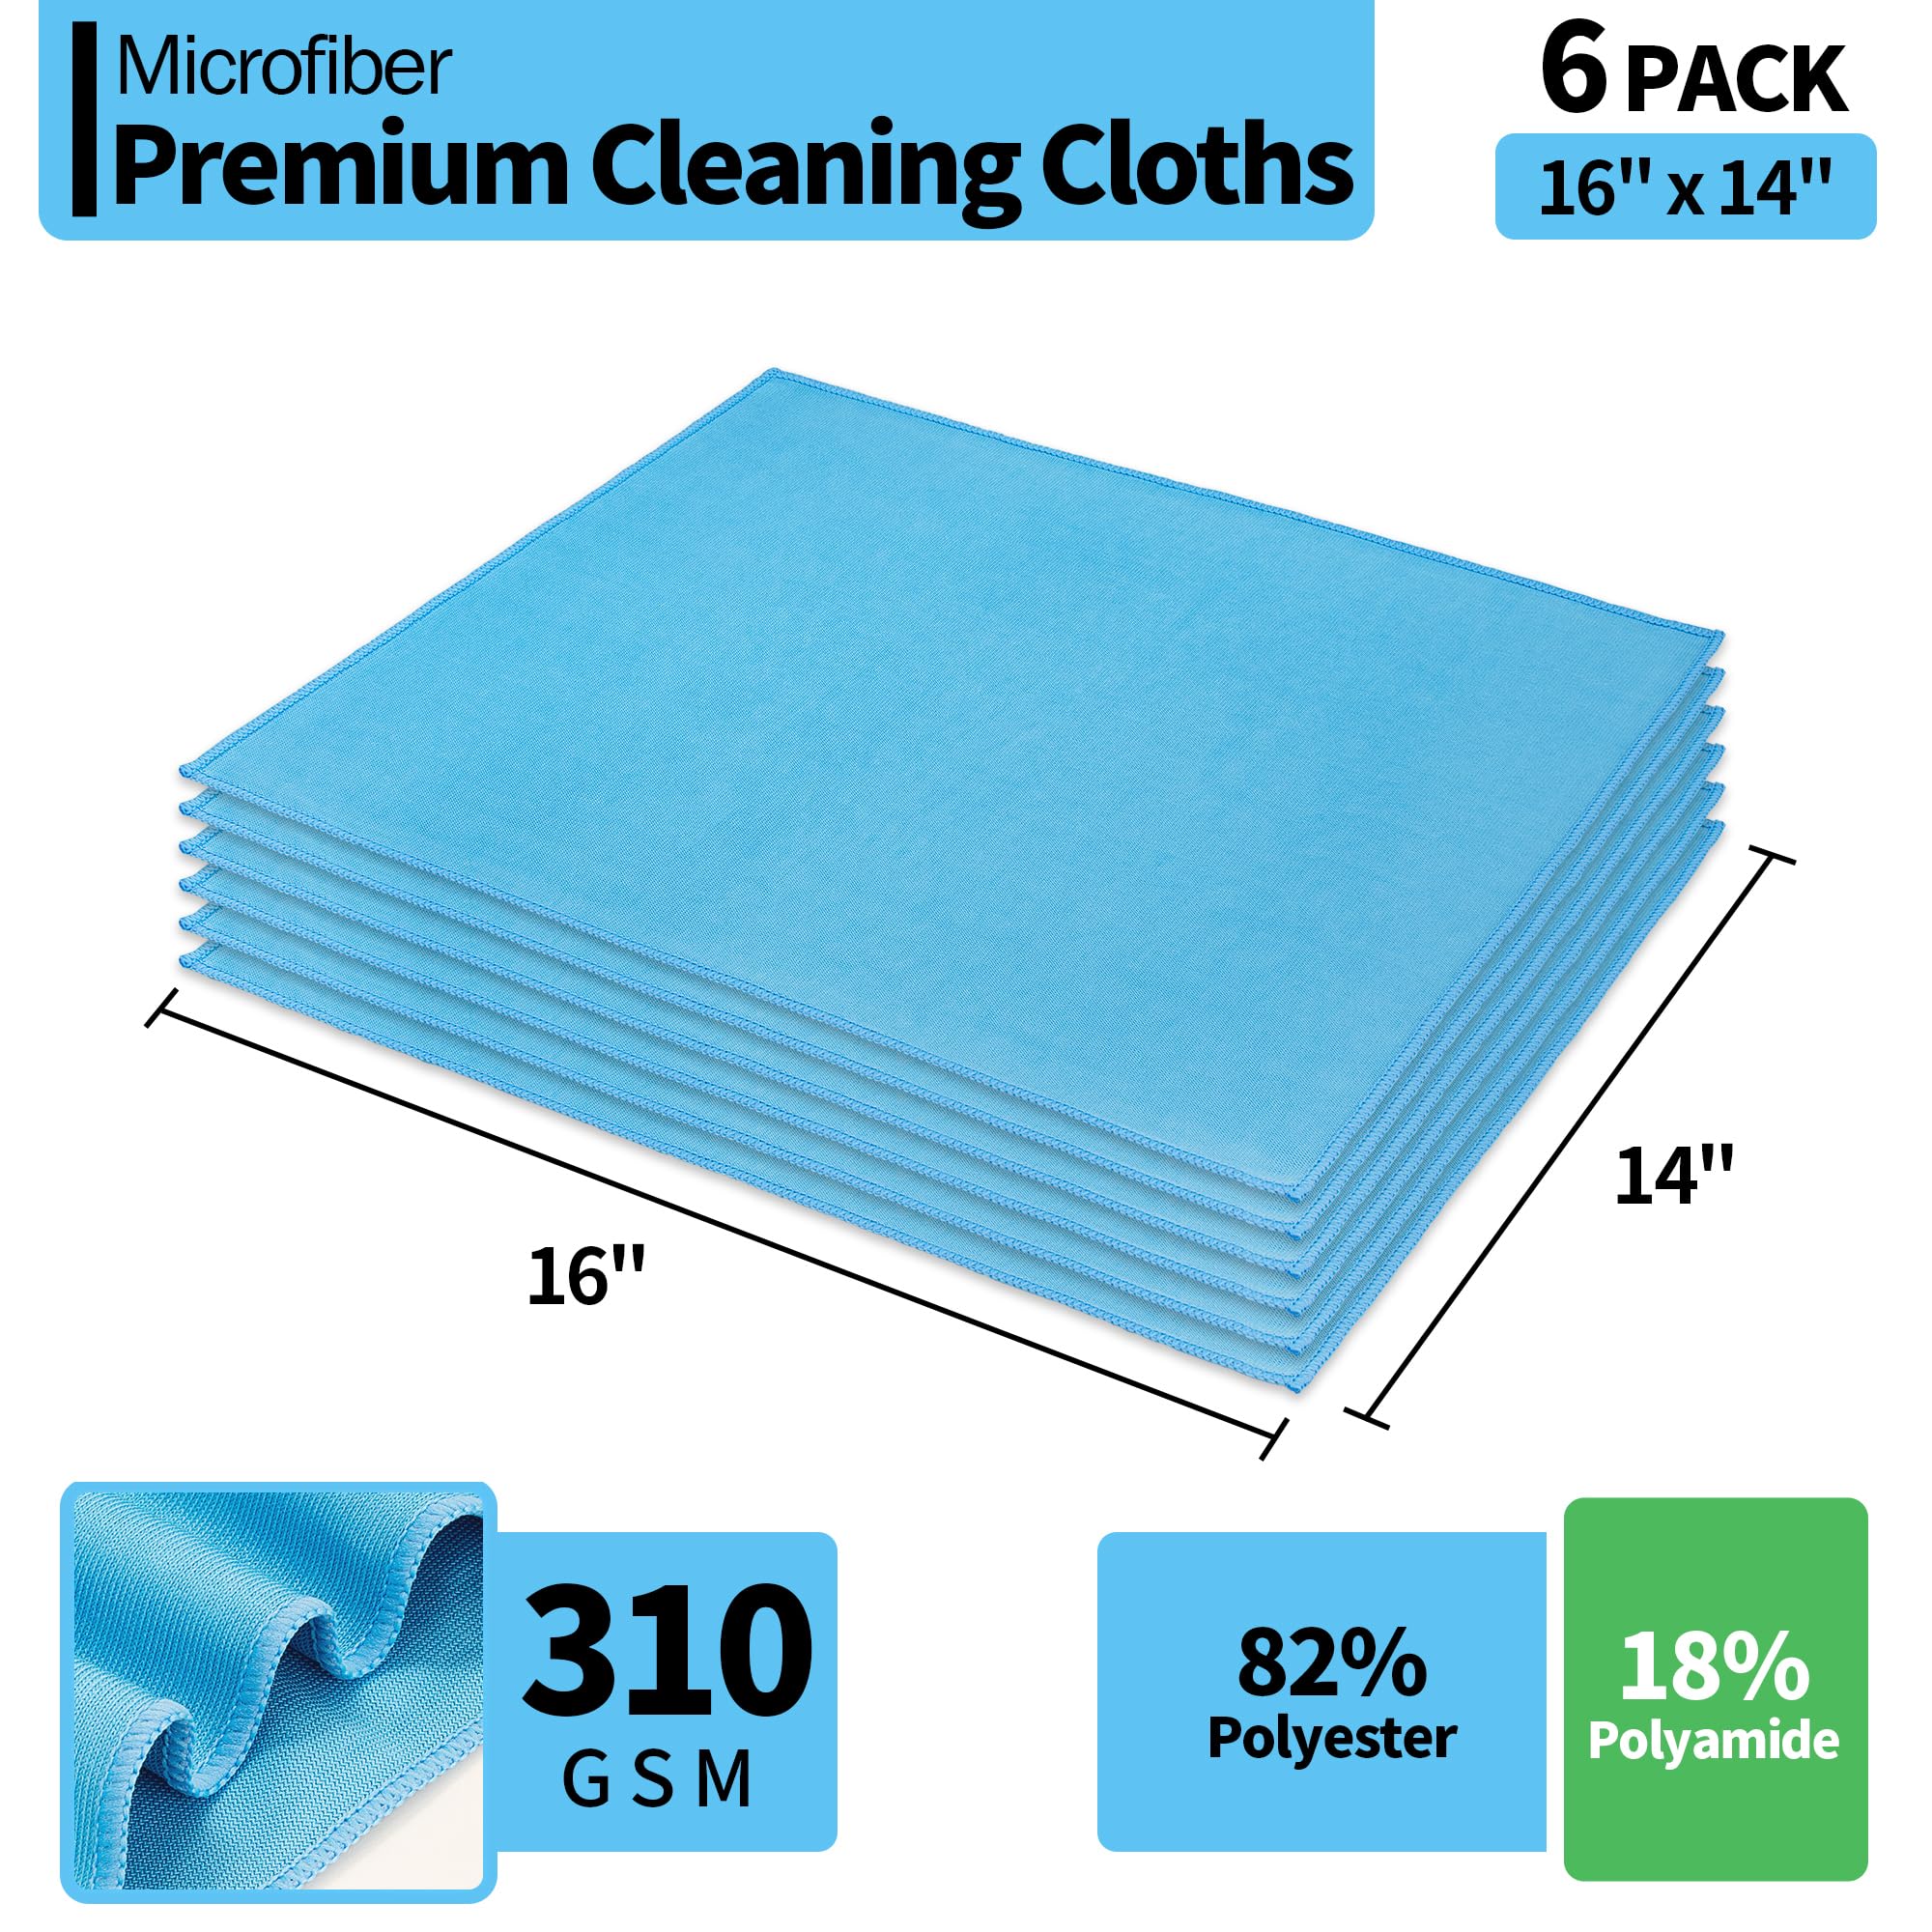 Microfiber
Premium Cleaning Cloths
6 PACK
16" x 14"
14"
16"
310
GSM
82%
Polyester
18%
Polyamide